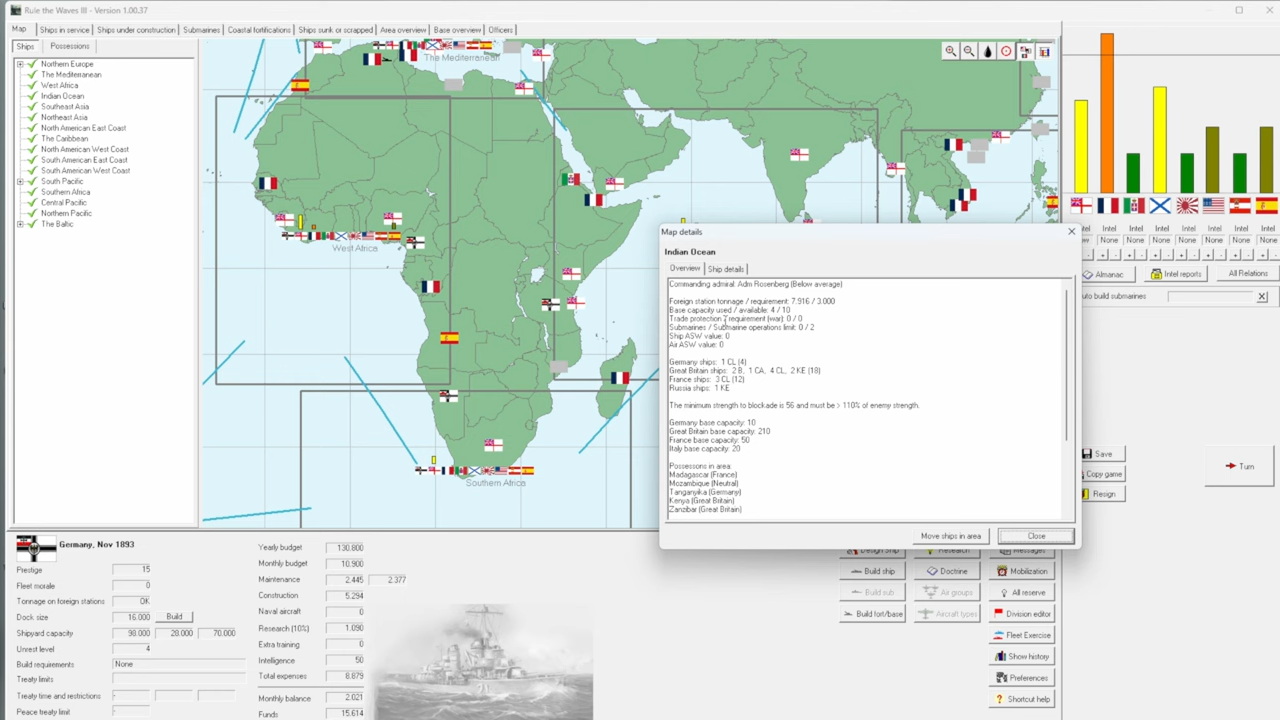 Rule the Waves III - Version 1.00.37
Map
Ships in service
Ships under construction
Submarines
Coastal fortifications
Ships sunk or scrapped
Area overview
Base overview
Officers
Ships
Possessions
Northern Europe
The Mediterranean
West Africa
Indian Ocean
Southeast Asia
Northeast Asia
North American East Coast
The Caribbean
North American West Coast
South American East Coast
South American West Coast
South Pacific
Southern Africa
Central Pacific
Northern Pacific
The Baltic
The Mediterranean
West Africa
Southern Africa
Map details
Indian Ocean
Overview
Ship details
Commanding admiral: Adm Rosenberg (Below average)
Foreign station tonnage / requirement: 7.916 / 3.000
Base capacity used / available: 4 / 10
Trade protection / requirement (war): 0 / 0
Submarines / Submarine operations limit: 0 / 2
Ship ASW value: 0
Air ASW value: 0
Germany ships: 1 CL (4)
Great Britain ships: 2 B, 1 CA, 4 CL, 2 KE (18)
France ships: 3 CL (12)
Russia ships: 1 KE
The minimum strength to blockade is 56 and must be > 110% of enemy strength.
Germany base capacity: 10
Great Britain base capacity: 210
France base capacity: 50
Italy base capacity: 20
Possessons in area:
Madagascar (France)
Mozambique (Neutral)
Tanganyika (Germany)
Kenya (Great Britain)
Zanzibar (Great Britain)
Move ships in area
Close
Intel Intel Intel Intel Intel Intel Intel
None None None None None None None
Almanac
Intel reports
All Relations
uto build submarines
Save
Copy game
Resign
Turn
Germany, Nov 1893
Prestige 15
Fleet morale 0
Tonnage on foreign stations OK
Dock size 16.000 Build
Shipyard capacity 98.000 28.000 70.000
Unrest level 4
Build requirements None
Treaty limits
Treaty time and restrictions -
Peace treaty limit -
Yearly budget 130.800
Monthly budget 10.900
Maintenance 2.445 2.377
Construction 5.294
Naval aircraft 0
Research (10%) 1.090
Extra training 0
Intelligence 50
Total expenses 8.879
Monthly balance 2.021
Funds 15.614
Design Ship
Research
Messages
Build ship
Doctrine
Mobilization
Build sub
Air groups
All reserve
Build fort/base
Aircraft types
Division editor
Fleet Exercise
Show history
Preferences
Shortcut help